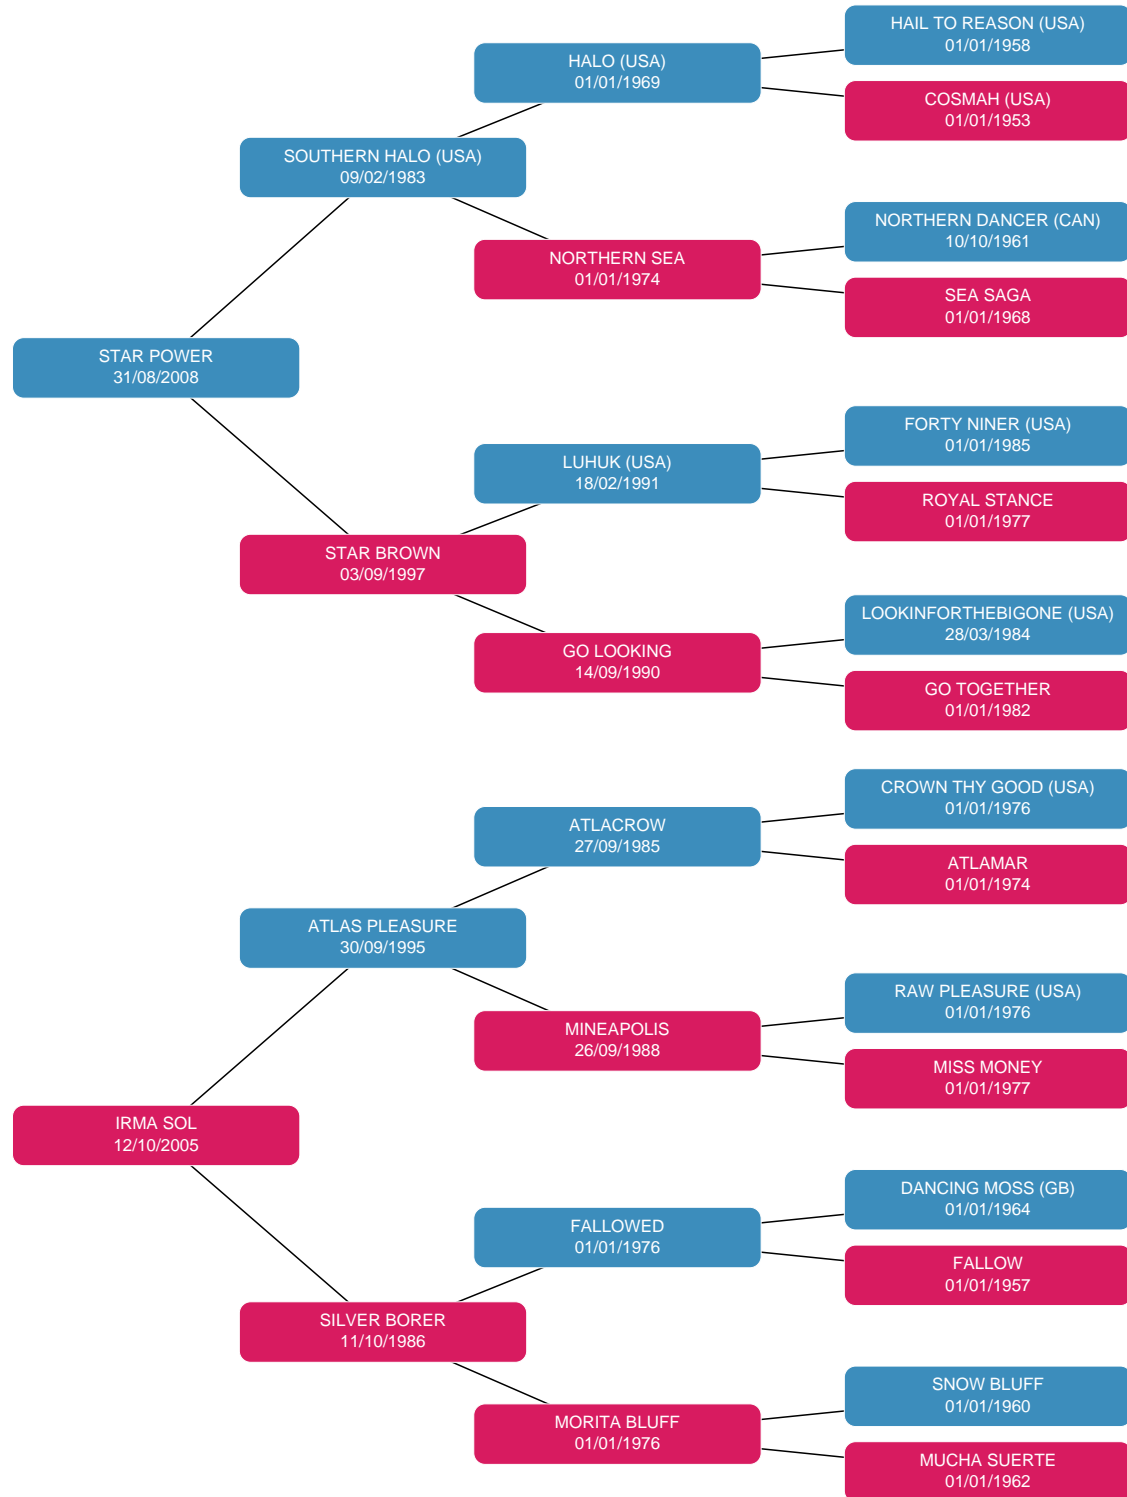 HAIL TO REASON (USA)
01/01/1958
HALO (USA)
01/01/1969
COSMAH (USA)
01/01/1953
SOUTHERN HALO (USA)
09/02/1983
NORTHERN DANCER (CAN)
10/10/1961
NORTHERN SEA
01/01/1974
SEA SAGA
01/01/1968
STAR POWER
31/08/2008
FORTY NINER (USA)
01/01/1985
LUHUK (USA)
18/02/1991
ROYAL STANCE
01/01/1977
STAR BROWN
03/09/1997
LOOKINFORTHEBIGONE (USA)
28/03/1984
GO LOOKING
14/09/1990
GO TOGETHER
01/01/1982
CROWN THY GOOD (USA)
01/01/1976
ATLACROW
27/09/1985
ATLAMAR
01/01/1974
ATLAS PLEASURE
30/09/1995
RAW PLEASURE (USA)
01/01/1976
MINEAPOLIS
26/09/1988
MISS MONEY
01/01/1977
IRMA SOL
12/10/2005
DANCING MOSS (GB)
01/01/1964
FALLOWED
01/01/1976
FALLOW
01/01/1957
SILVER BORER
11/10/1986
SNOW BLUFF
01/01/1960
MORITA BLUFF
01/01/1976
MUCHA SUERTE
01/01/1962